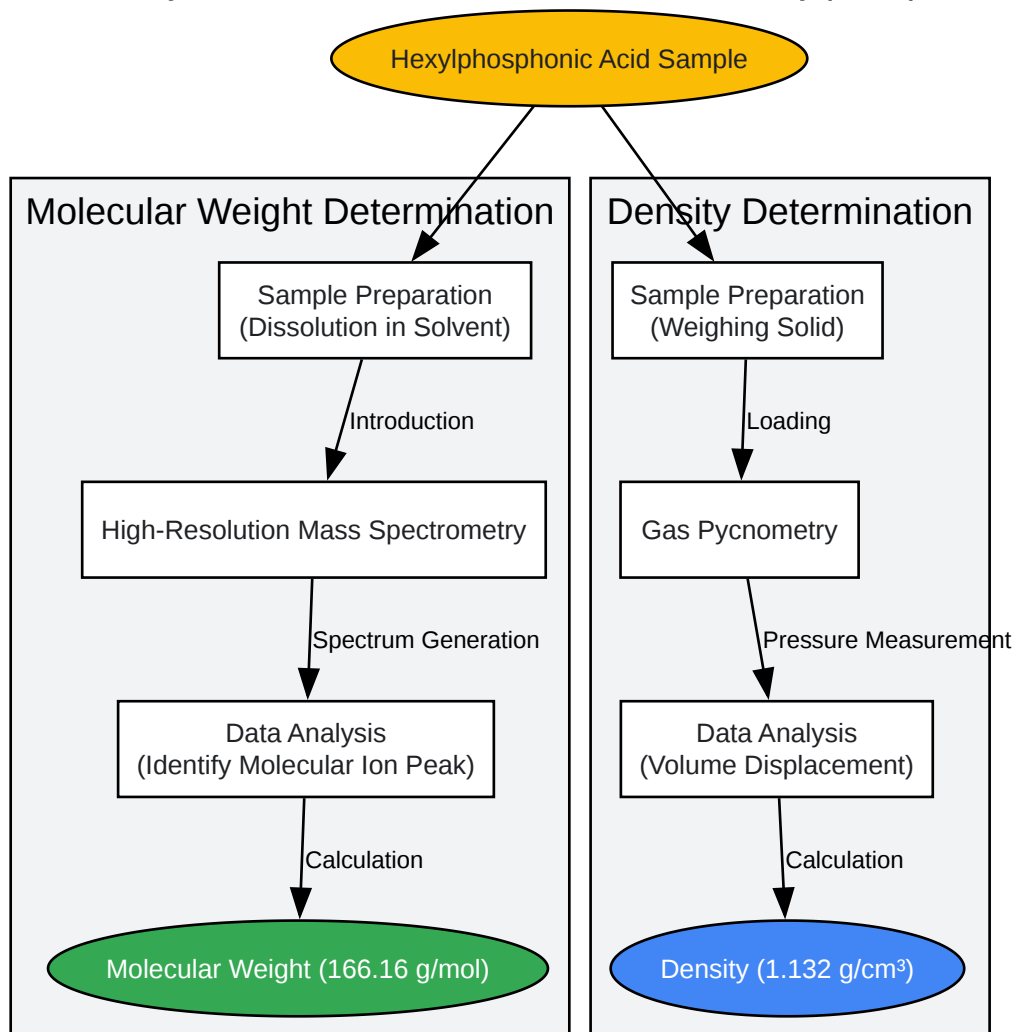 Hexylphosphonic Acid Sample
Molecular Weight Determination
Sample Preparation
(Dissolution in Solvent)
Introduction
High-Resolution Mass Spectrometry
Spectrum Generation
Data Analysis
(Identify Molecular Ion Peak)
Calculation
Molecular Weight (166.16 g/mol)
Density Determination
Sample Preparation
(Weighing Solid)
Loading
Gas Pycnometry
Pressure Measurement
Data Analysis
(Volume Displacement)
Calculation
Density (1.132 g/cm³)